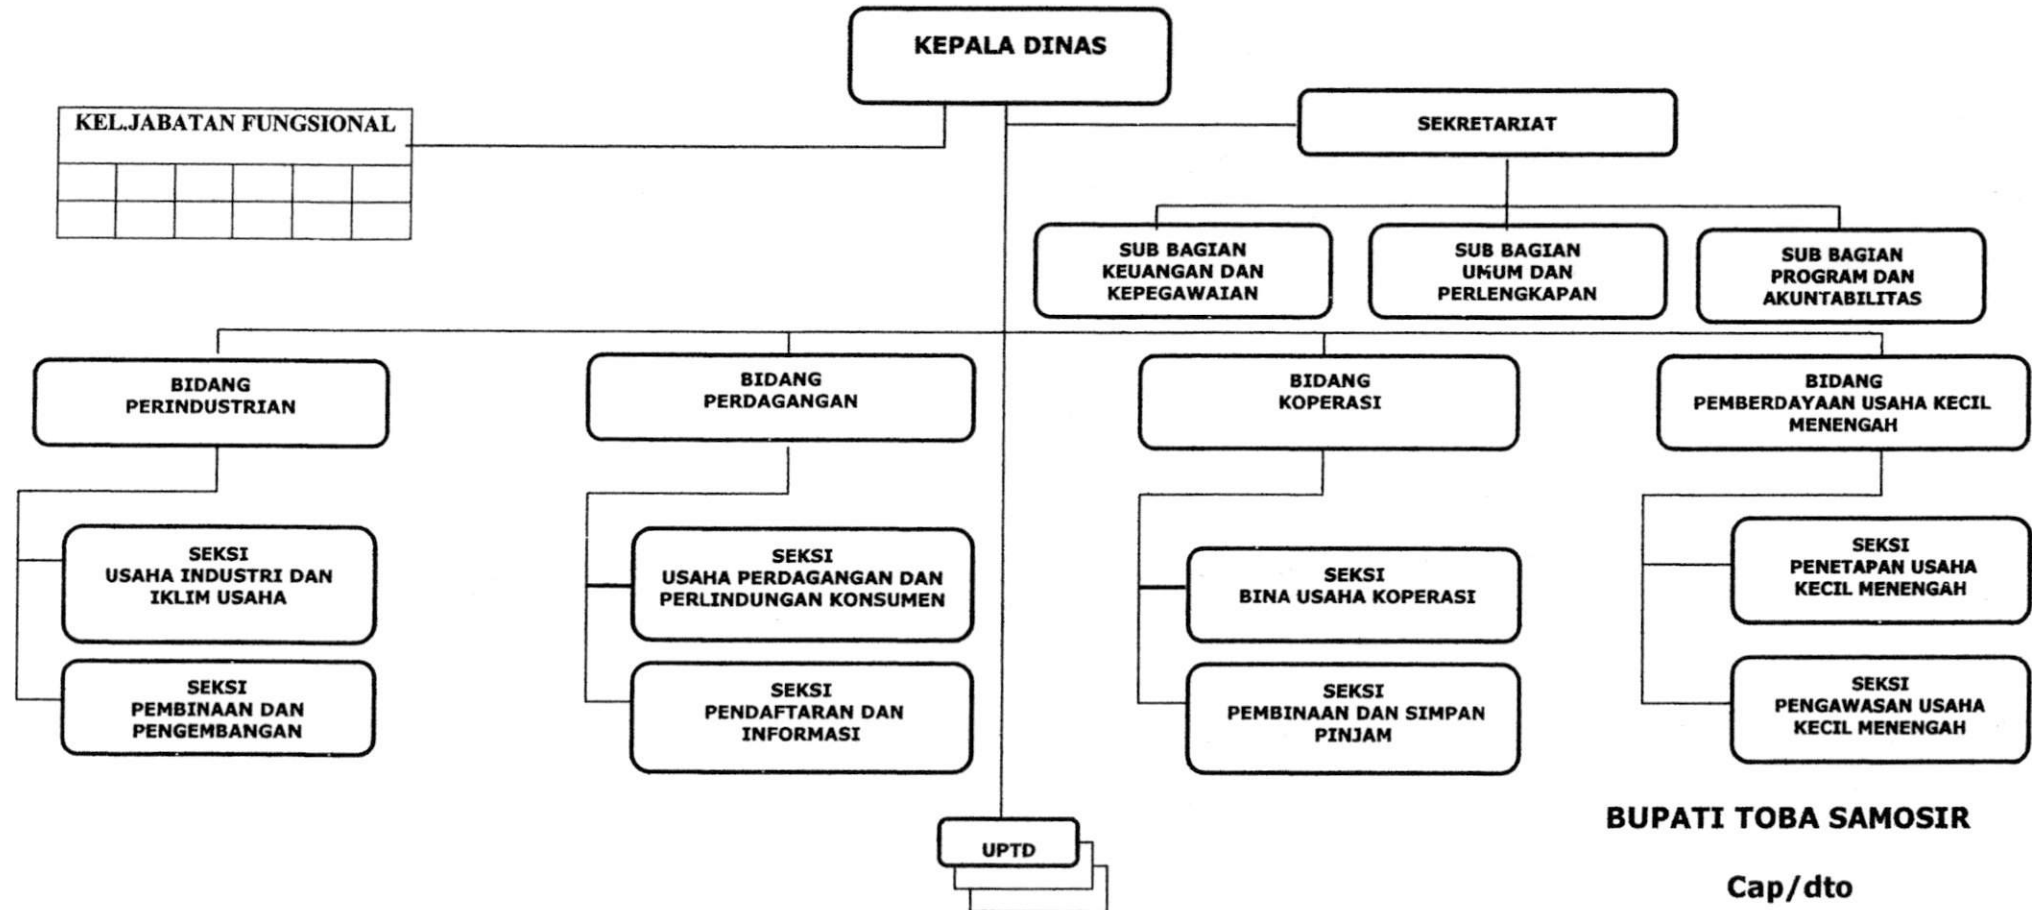 KEPALA DINAS
KEL.JABATAN FUNGSIONAL
SEKRETARIAT
SUB BAGIAN
KEUANGAN DAN
KEPEGAWAIAN
SUB BAGIAN
UMUM DAN
PERLENGKAPAN
SUB BAGIAN
PROGRAM DAN
AKUNTABILITAS
BIDANG
PERINDUSTRIAN
BIDANG
PERDAGANGAN
BIDANG
KOPERASI
BIDANG
PEMBERDAYAAN USAHA KECIL
MENENGAH
SEKSI
USAHA INDUSTRI DAN
IKLIM USAHA
SEKSI
PEMBINAAN DAN
PENGEMBANGAN
SEKSI
USAHA PERDAGANGAN DAN
PERLINDUNGAN KONSUMEN
SEKSI
PENDAFTARAN DAN
INFORMASI
SEKSI
BINA USAHA KOPERASI
SEKSI
PEMBINAAN DAN SIMPAN
PINJAM
SEKSI
PENETAPAN USAHA
KECIL MENENGAH
SEKSI
PENGAWASAN USAHA
KECIL MENENGAH
UPTD
BUPATI TOBA SAMOSIR
Cap/dto